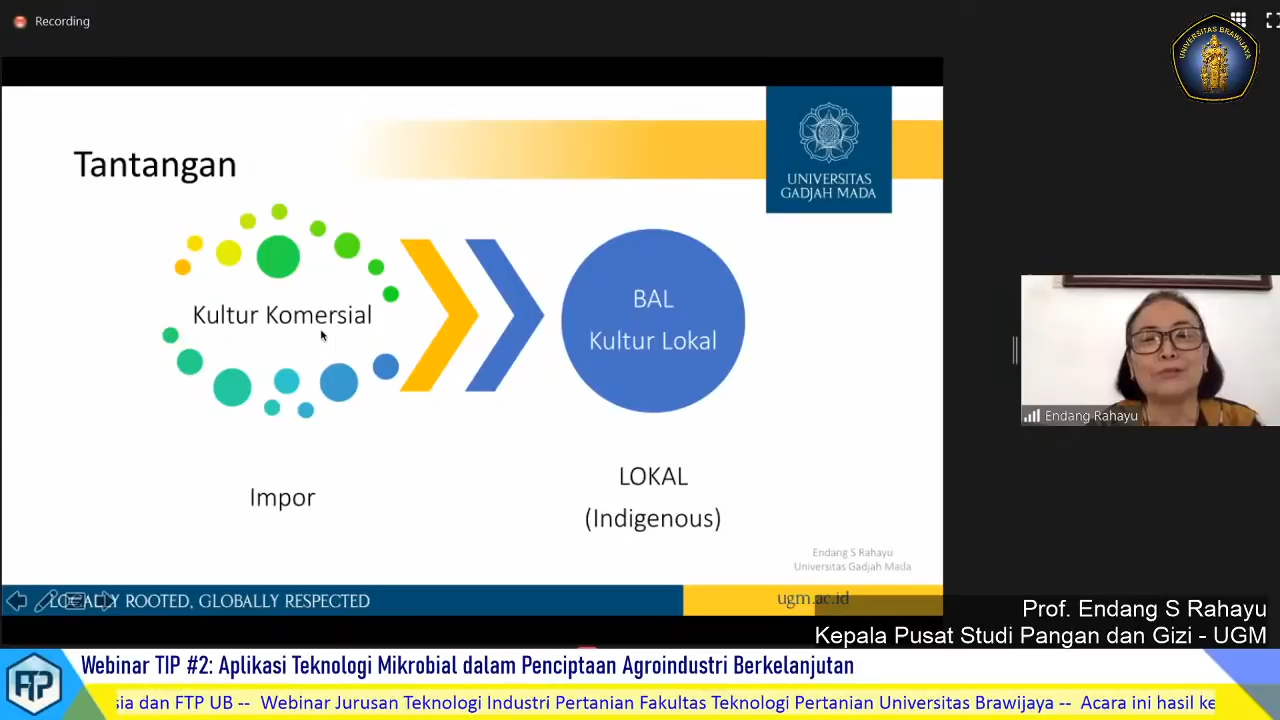 Recording
UNIVERSITAS BRAWIJAYA
Tantangan
UNIVERSITAS
GADJAH MADA
Kultur Komersial
BAL
Kultur Lokal
Impor
LOKAL
(Indigenous)
Endang S Rahayu
Universitas Gadjah Mada
LOCALLY ROOTED, GLOBALLY RESPECTED
ugm.ac.id
Endang Rahayu
Prof. Endang S Rahayu
Kepala Pusat Studi Pangan dan Gizi - UGM
Webinar TIP #2: Aplikasi Teknologi Mikrobial dalam Penciptaan Agroindustri Berkelanjutan
sia dan FTP UB -- Webinar Jurusan Teknologi Industri Pertanian Fakultas Teknologi Pertanian Universitas Brawijaya -- Acara ini hasil ke